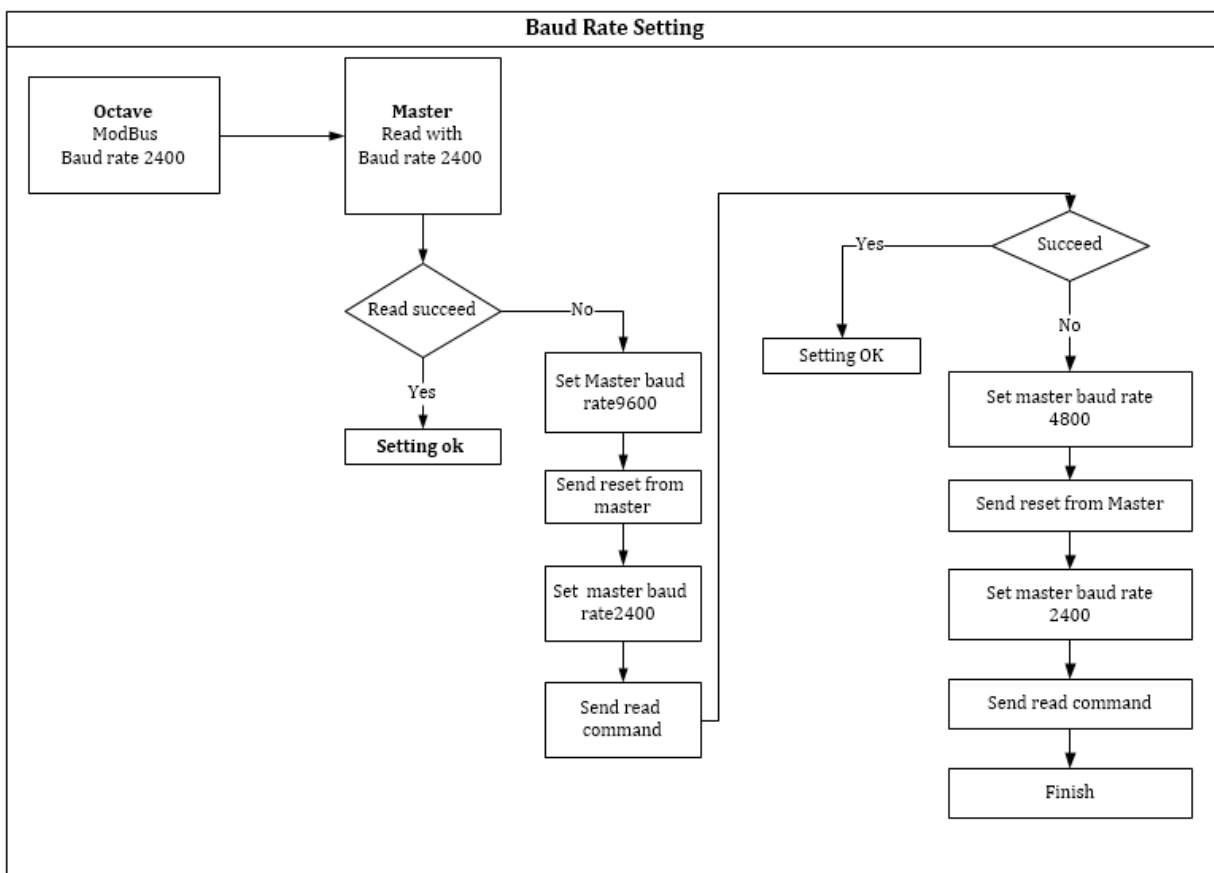 Baud Rate Setting
Octave
ModBus
Baud rate 2400
Master
Read with
Baud rate 2400
Read succeed
No
Yes
Setting ok
Set Master baud
rate9600
Send reset from
master
Set  master baud
rate2400
Send read
command
Succeed
Yes
No
Setting OK
Set master baud rate
4800
Send reset from Master
Set master baud rate
2400
Send read command
Finish